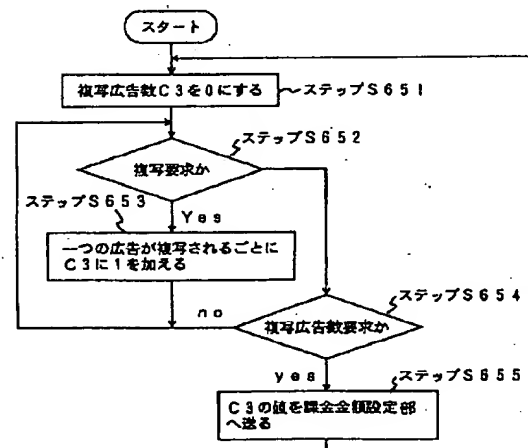 スタート
複写広告数C3を0にする
ステップS651
ステップS652
複写要求か
ステップS653
Yes
一つの広告が複写されるごとに
C3に1を加える
no
ステップS654
複写広告数要求か
yes
ステップS655
C3の値を課金金額設定部
へ送る